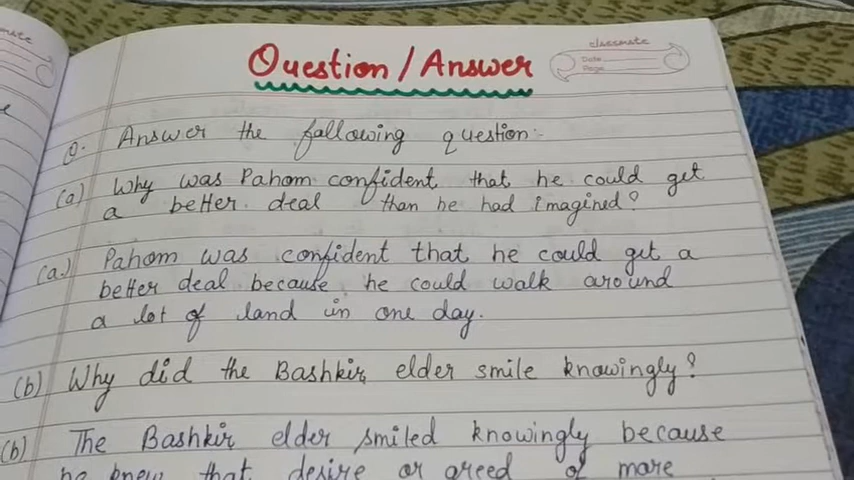 Question/Answer
classmate
Date
Page
Q. Answer the fallowing question:-
(a) Why was Pahom confident that he could get
a better deal than he had imagined?
(a.) Pahom was confident that he could get a
better deal because he could walk around
a lot of land in one day.
(b) Why did the Bashkir elder smile knowingly?
(b) The Bashkir elder smiled knowingly because
he knew that desire or greed of more